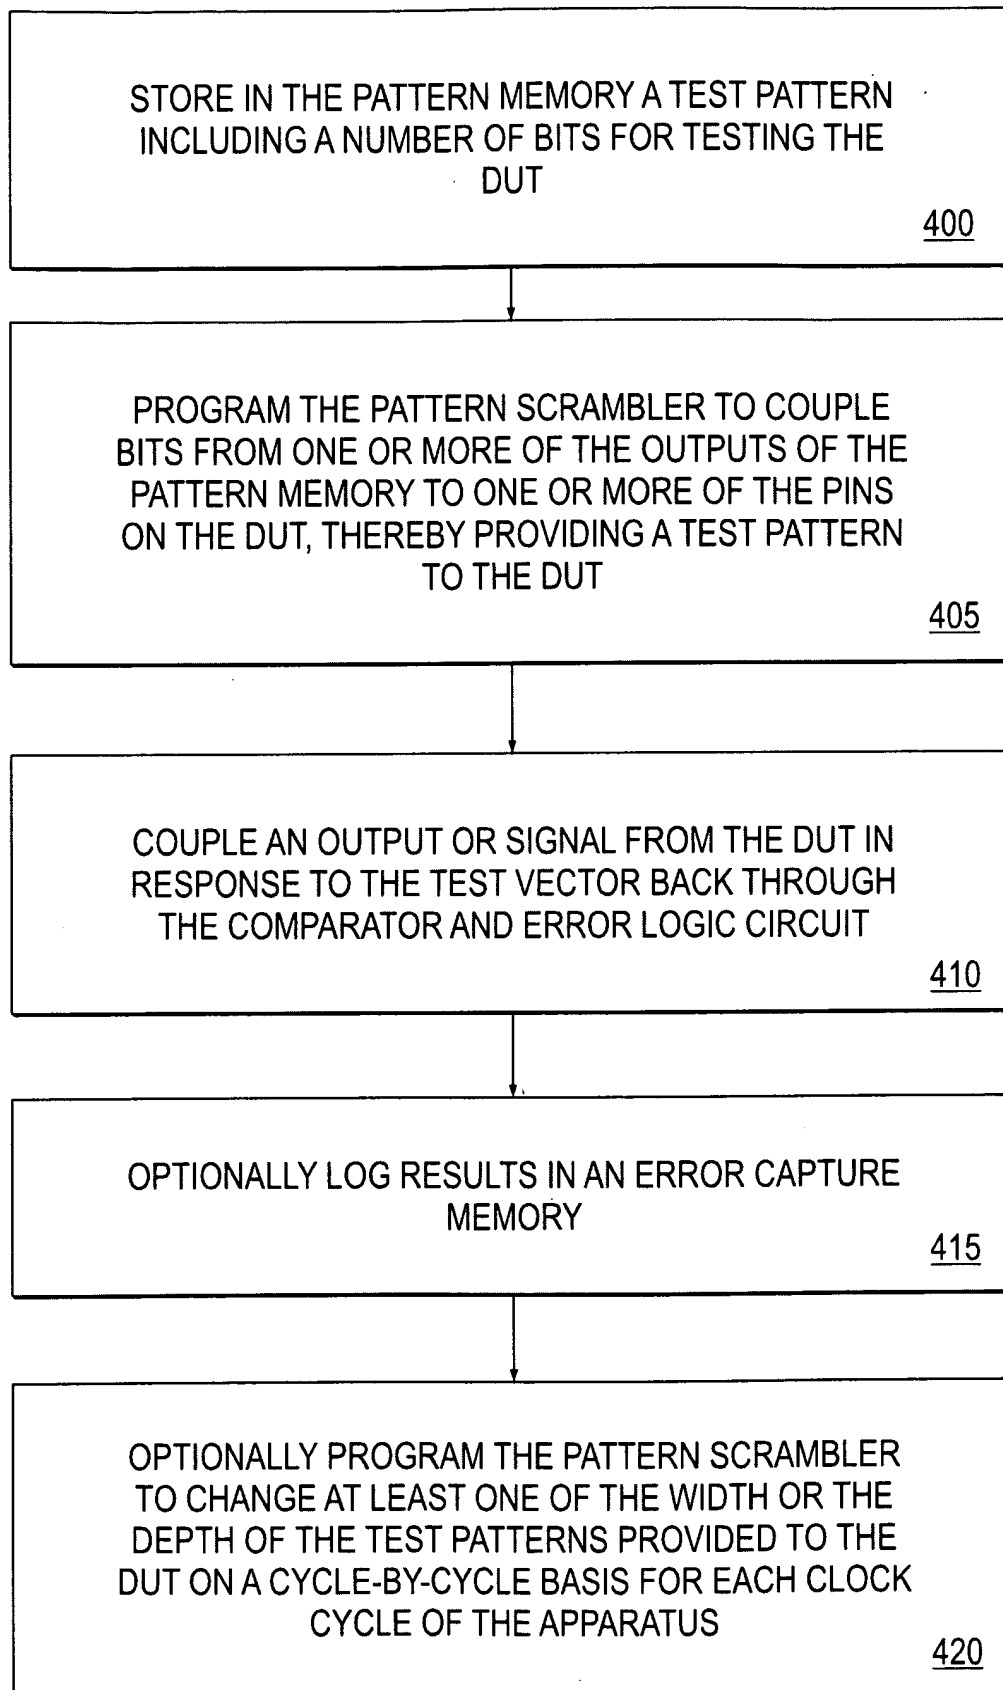 STORE IN THE PATTERN MEMORY A TEST PATTERN
INCLUDING A NUMBER OF BITS FOR TESTING THE
DUT
400
PROGRAM THE PATTERN SCRAMBLER TO COUPLE
BITS FROM ONE OR MORE OF THE OUTPUTS OF THE
PATTERN MEMORY TO ONE OR MORE OF THE PINS
ON THE DUT, THEREBY PROVIDING A TEST PATTERN
TO THE DUT
405
COUPLE AN OUTPUT OR SIGNAL FROM THE DUT IN
RESPONSE TO THE TEST VECTOR BACK THROUGH
THE COMPARATOR AND ERROR LOGIC CIRCUIT
410
OPTIONALLY LOG RESULTS IN AN ERROR CAPTURE
MEMORY
415
OPTIONALLY PROGRAM THE PATTERN SCRAMBLER
TO CHANGE AT LEAST ONE OF THE WIDTH OR THE
DEPTH OF THE TEST PATTERNS PROVIDED TO THE
DUT ON A CYCLE-BY-CYCLE BASIS FOR EACH CLOCK
CYCLE OF THE APPARATUS
420